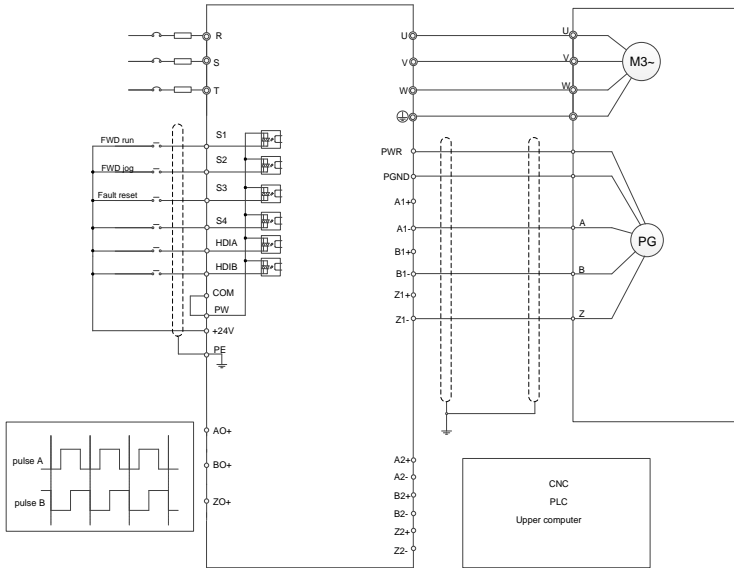 R
S
T
S1
FWD run
S2
FWD jog
S3
Fault reset
S4
HDIA
HDIB
COM
PW
+24V
PE
AO+
BO+
ZO+
pulse A
pulse B
U
V
W
PWR
PGND
A1+
A1-
B1+
B1-
Z1+
Z1-
A2+
A2-
B2+
B2-
Z2+
Z2-
U
V
W
M3~
A
B
Z
PG
CNC
PLC
Upper computer